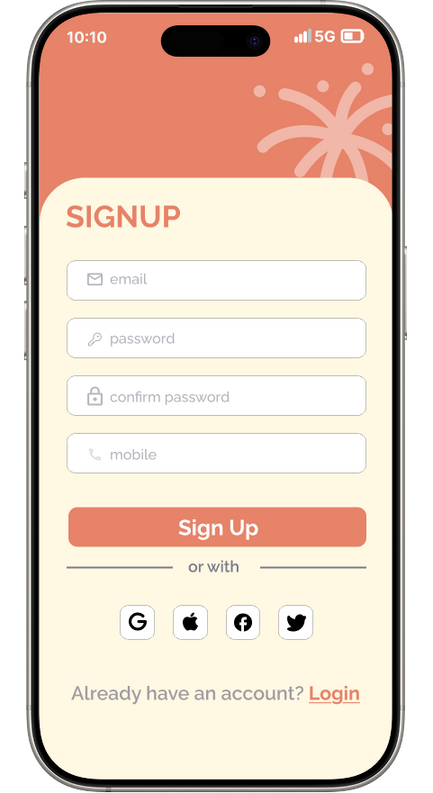 10:10 5G
SIGNUP
email
password
confirm password
mobile
Sign Up
or with
Already have an account? Login